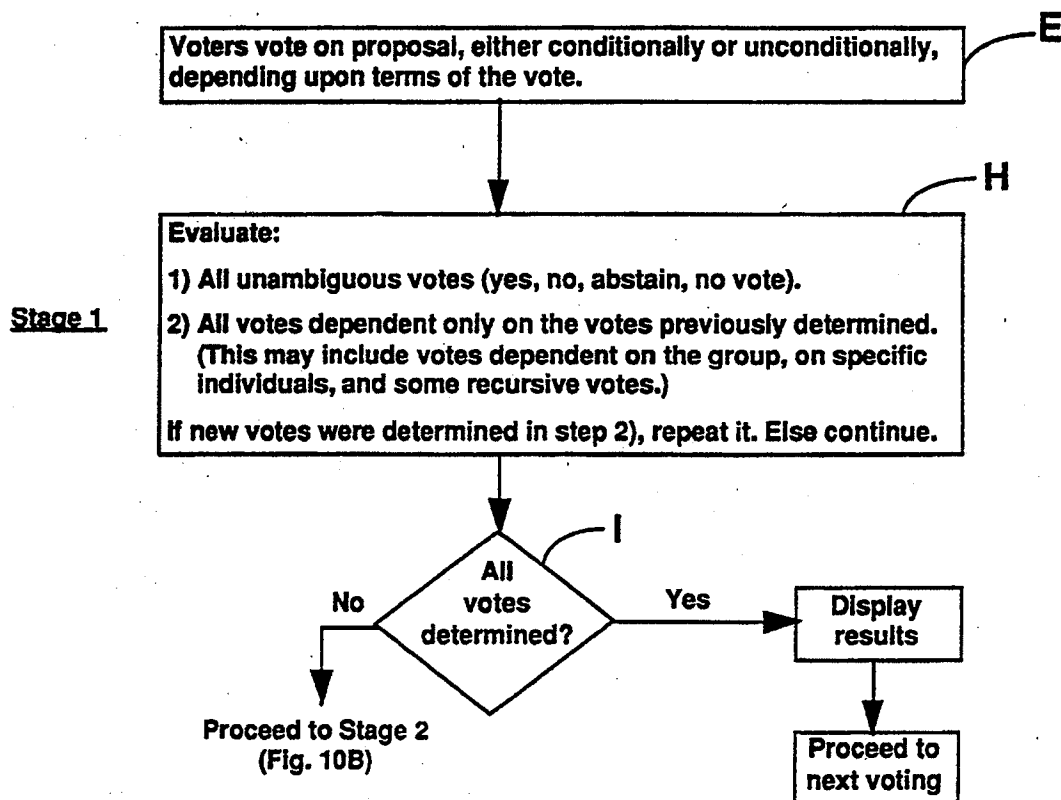 Voters vote on proposal, either conditionally or unconditionally,
depending upon terms of the vote.
E
H
Evaluate:
1) All unambiguous votes (yes, no, abstain, no vote).
Stage 1
2) All votes dependent only on the votes previously determined.
(This may include votes dependent on the group, on specific
individuals, and some recursive votes.)
If new votes were determined in step 2), repeat it. Else continue.
I
All
votes
determined?
No
Yes
Display
results
Proceed to Stage 2
(Fig. 10B)
Proceed to
next voting